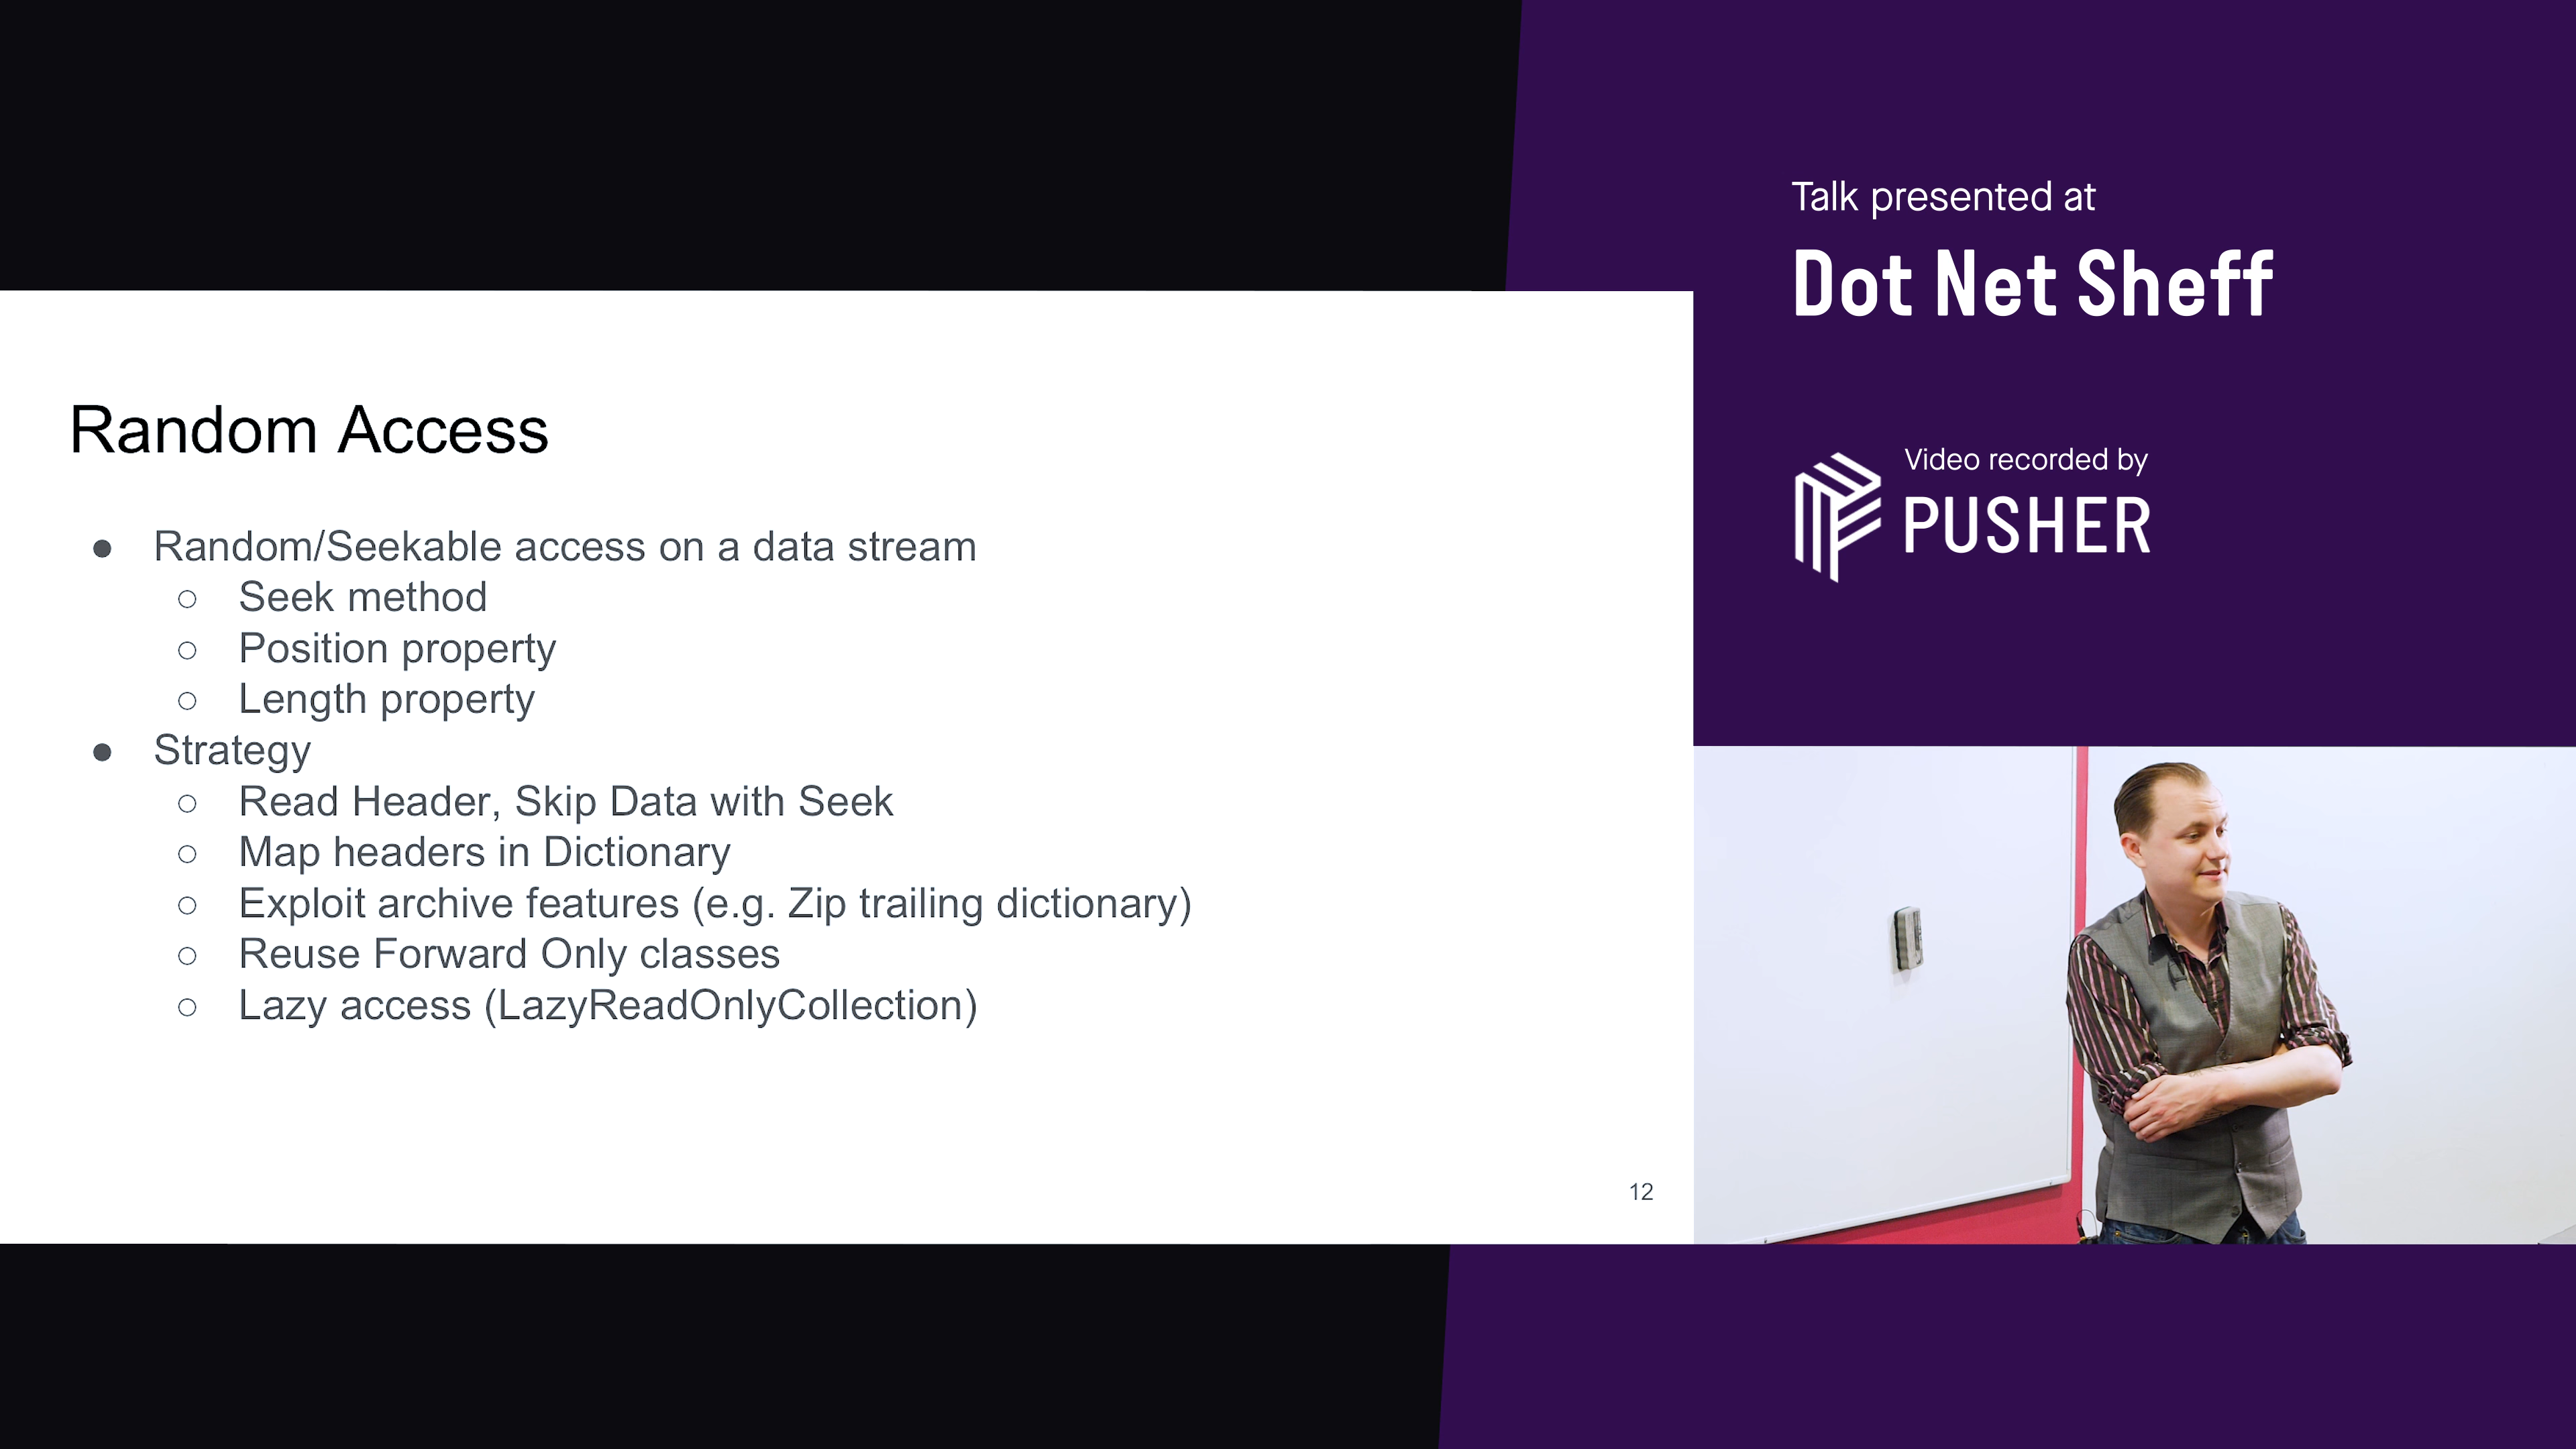 Talk presented at
Dot Net Sheff
Video recorded by
PUSHER
Random Access
● Random/Seekable access on a data stream
○ Seek method
○ Position property
○ Length property
● Strategy
○ Read Header, Skip Data with Seek
○ Map headers in Dictionary
○ Exploit archive features (e.g. Zip trailing dictionary)
○ Reuse Forward Only classes
○ Lazy access (LazyReadOnlyCollection)
12